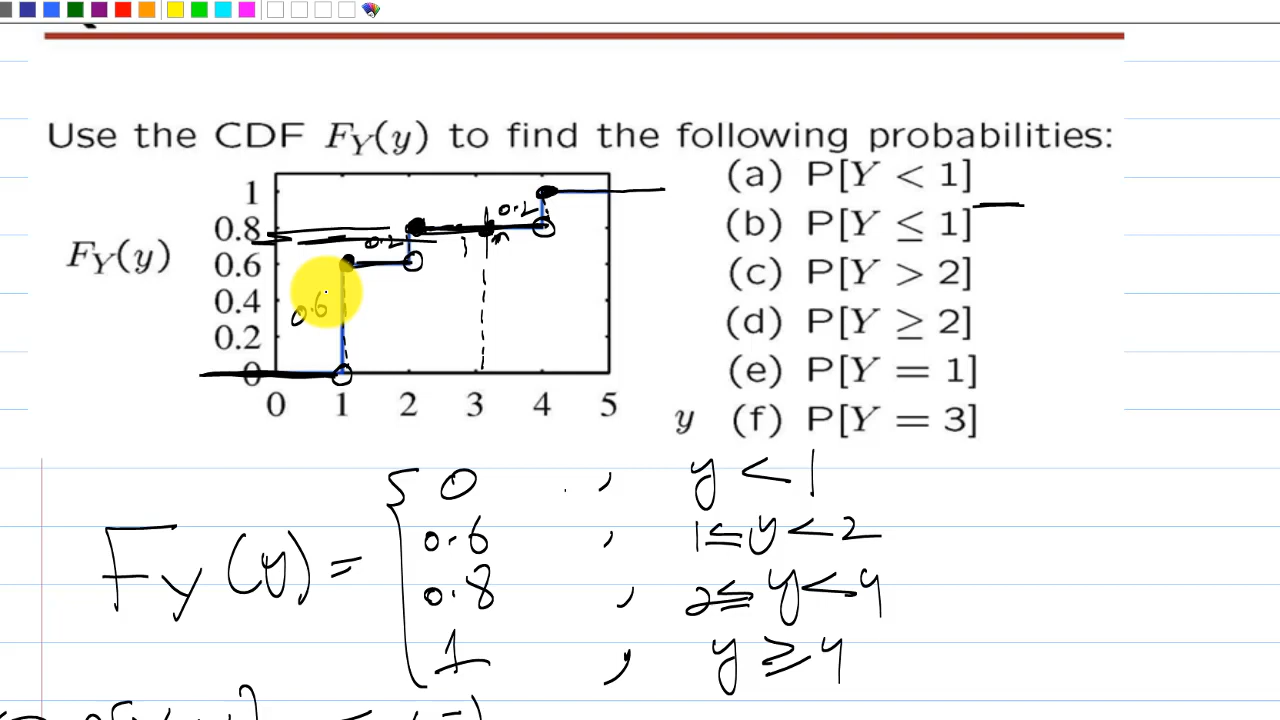 Use the CDF F_Y(y) to find the following probabilities:
(a) P[Y < 1]
(b) P[Y ≤ 1]
(c) P[Y > 2]
(d) P[Y ≥ 2]
(e) P[Y = 1]
(f) P[Y = 3]
F_Y(y)
1
0.8
0.6
0.4
0.2
0
0 1 2 3 4 5
y
0.2
0.2
0.6
F_Y(y) = { 0 , y < 1
0.6 , 1 ≤ y < 2
0.8 , 2 ≤ y < 4
1 , y ≥ 4